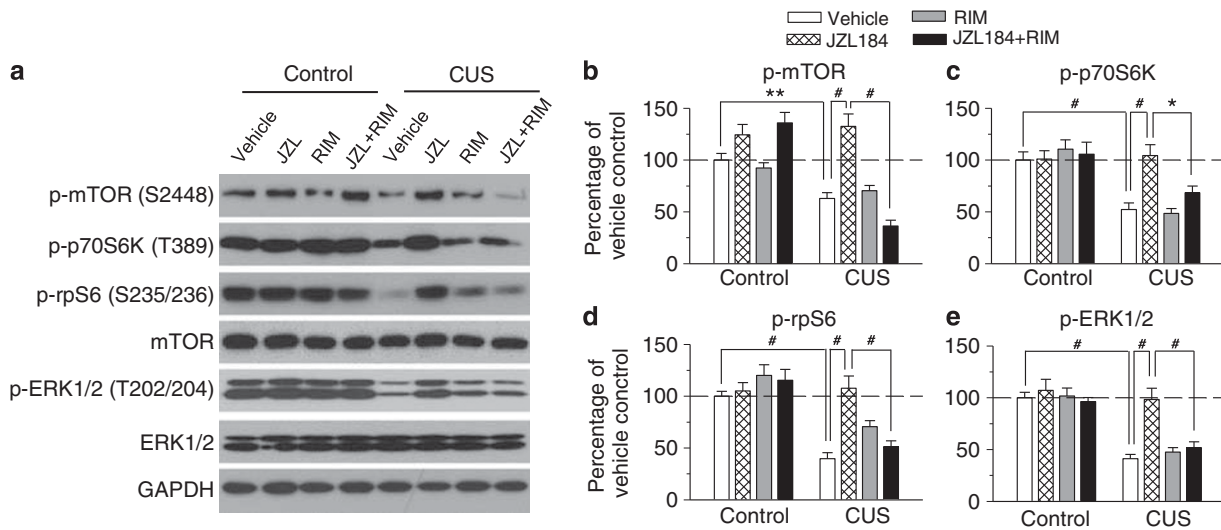 Vehicle
RIM
JZL184
JZL184+RIM
a
Control
CUS
Vehicle
JZL
RIM
JZL+RIM
Vehicle
JZL
RIM
JZL+RIM
p-mTOR (S2448)
p-p70S6K (T389)
p-rpS6 (S235/236)
mTOR
p-ERK1/2 (T202/204)
ERK1/2
GAPDH
b
p-mTOR
** # #
150
100
50
0
Percentage of
vehicle conctrol
Control
CUS
c
p-p70S6K
# # *
150
100
50
0
Control
CUS
d
p-rpS6
# # #
150
100
50
0
Percentage of
vehicle conctrol
Control
CUS
e
p-ERK1/2
# # #
150
100
50
0
Control
CUS